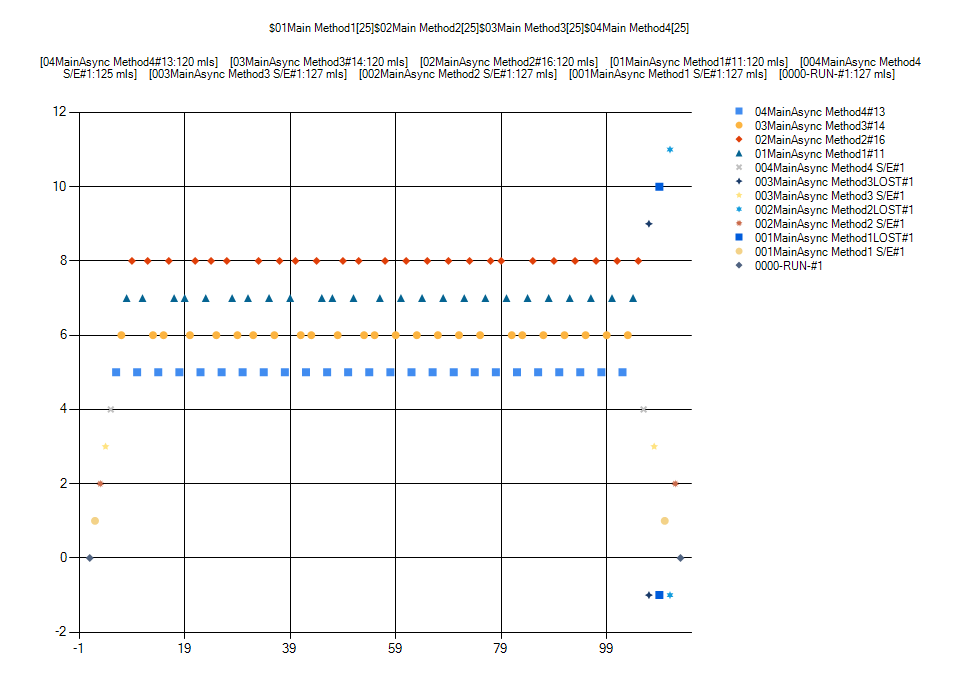 $01Main Method1[25]$02Main Method2[25]$03Main Method3[25]$04Main Method4[25]
[04MainAsync Method4#13:120 mls] [03MainAsync Method3#14:120 mls] [02MainAsync Method2#16:120 mls] [01MainAsync Method1#11:120 mls] [004MainAsync Method4
S/E#1:125 mls] [003MainAsync Method3 S/E#1:127 mls] [002MainAsync Method2 S/E#1:127 mls] [001MainAsync Method1 S/E#1:127 mls] [0000-RUN-#1:127 mls]
12
10
8
6
4
2
0
-2
-1 19 39 59 79 99
04MainAsync Method4#13
03MainAsync Method3#14
02MainAsync Method2#16
01MainAsync Method1#11
004MainAsync Method4 S/E#1
003MainAsync Method3LOST#1
003MainAsync Method3 S/E#1
002MainAsync Method2LOST#1
002MainAsync Method2 S/E#1
001MainAsync Method1LOST#1
001MainAsync Method1 S/E#1
0000-RUN-#1